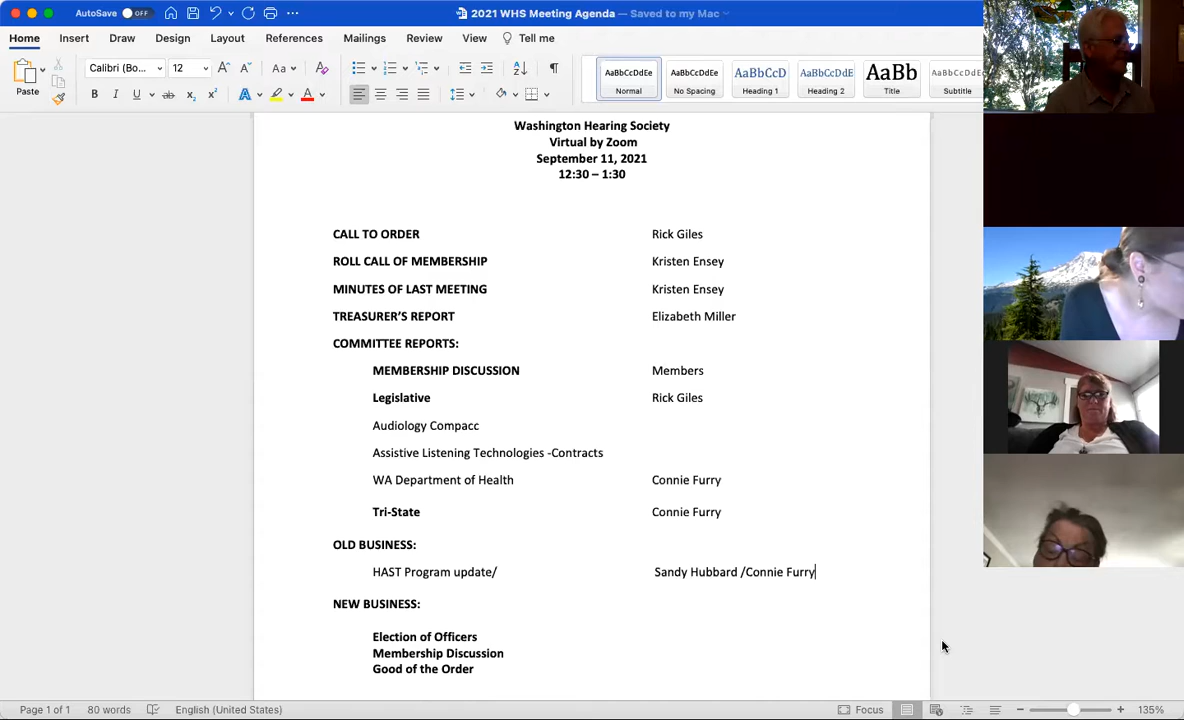 AutoSave OFF 2021 WHS Meeting Agenda — Saved to my Mac
Home Insert Draw Design Layout References Mailings Review View Tell me
Paste Calibri (Bo... 12 Aa
AaBbCcDdEe AaBbCcDdEe AaBbCcD AaBbCcDdE AaBb AaBbCcDdE
Normal No Spacing Heading 1 Heading 2 Title Subtitle
Washington Hearing Society
Virtual by Zoom
September 11, 2021
12:30 – 1:30
CALL TO ORDER Rick Giles
ROLL CALL OF MEMBERSHIP Kristen Ensey
MINUTES OF LAST MEETING Kristen Ensey
TREASURER'S REPORT Elizabeth Miller
COMMITTEE REPORTS:
MEMBERSHIP DISCUSSION Members
Legislative Rick Giles
Audiology Compacc
Assistive Listening Technologies -Contracts
WA Department of Health Connie Furry
Tri-State Connie Furry
OLD BUSINESS:
HAST Program update/ Sandy Hubbard /Connie Furry
NEW BUSINESS:
Election of Officers
Membership Discussion
Good of the Order
Page 1 of 1 80 words English (United States) Focus 135%